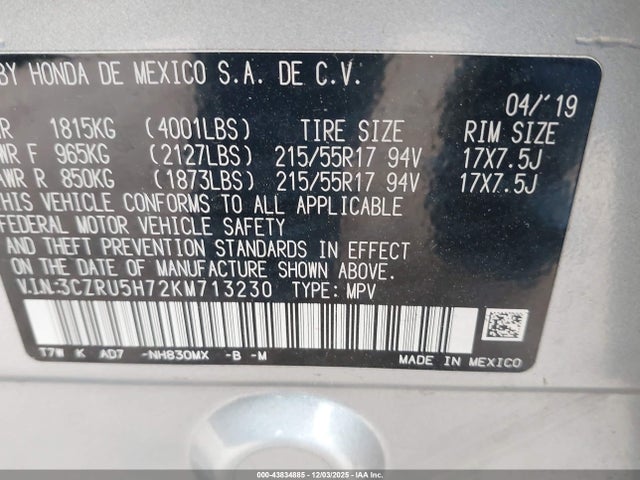 BY HONDA DE MEXICO S.A. DE C.V.
04/'19
1815KG (4001LBS) TIRE SIZE RIM SIZE
WR F 965KG (2127LBS) 215/55R17 94V 17X7.5J
AWR R 850KG (1873LBS) 215/55R17 94V 17X7.5J
THIS VEHICLE CONFORMS TO ALL APPLICABLE
FEDERAL MOTOR VEHICLE SAFETY
AND THEFT PREVENTION STANDARDS IN EFFECT
ON THE DATE OF MANUFACTURE SHOWN ABOVE.
V.I.N:3CZRU5H72KM713230 TYPE: MPV
T7W K AD7 -NH830MX -B -M MADE IN MEXICO
000-43834885 12/03/2025 IAAI Inc.